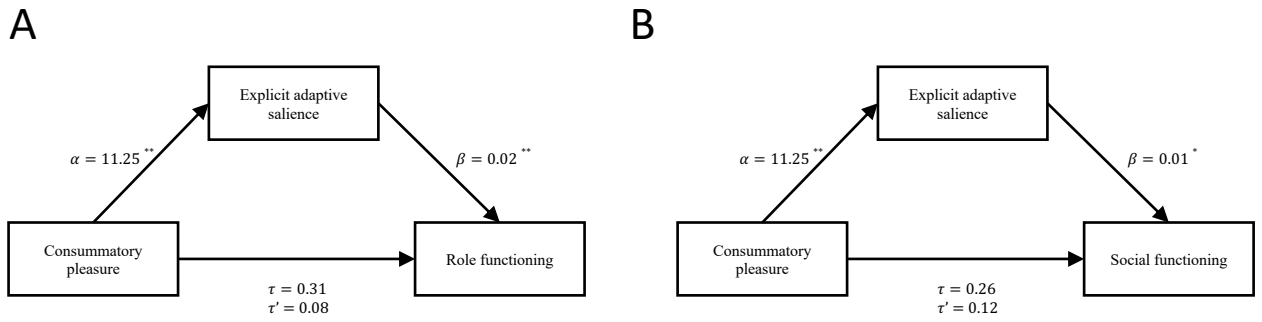 A
Explicit adaptive
salience
α = 11.25 **
β = 0.02 **
Consummatory
pleasure
Role functioning
τ = 0.31
τ’ = 0.08
B
Explicit adaptive
salience
α = 11.25 **
β = 0.01 *
Consummatory
pleasure
Social functioning
τ = 0.26
τ’ = 0.12